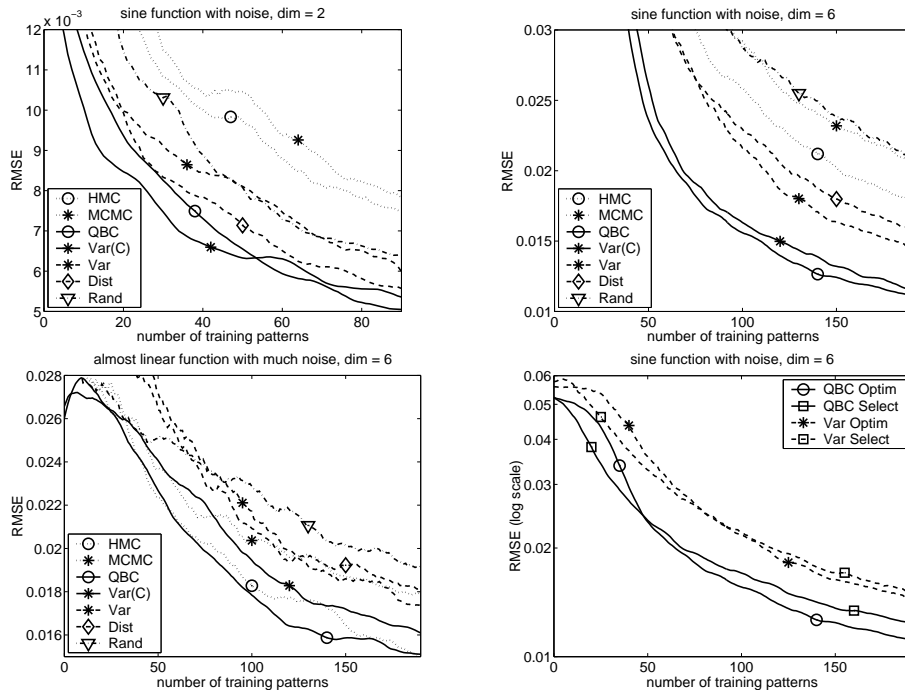 sine function with noise, dim = 2
x 10⁻³
12
11
10
9
8
7
6
5
RMSE
HMC
MCMC
QBC
Var(C)
Var
Dist
Rand
0
20
40
60
80
number of training patterns
sine function with noise, dim = 6
0.03
0.025
0.02
0.015
0.01
RMSE
HMC
MCMC
QBC
Var(C)
Var
Dist
Rand
0
50
100
150
number of training patterns
almost linear function with much noise, dim = 6
0.028
0.026
0.024
0.022
0.02
0.018
0.016
RMSE
HMC
MCMC
QBC
Var(C)
Var
Dist
Rand
0
50
100
150
number of training patterns
sine function with noise, dim = 6
0.06
0.05
0.04
0.03
0.02
0.01
RMSE (log scale)
QBC Optim
QBC Select
Var Optim
Var Select
0
50
100
150
number of training patterns